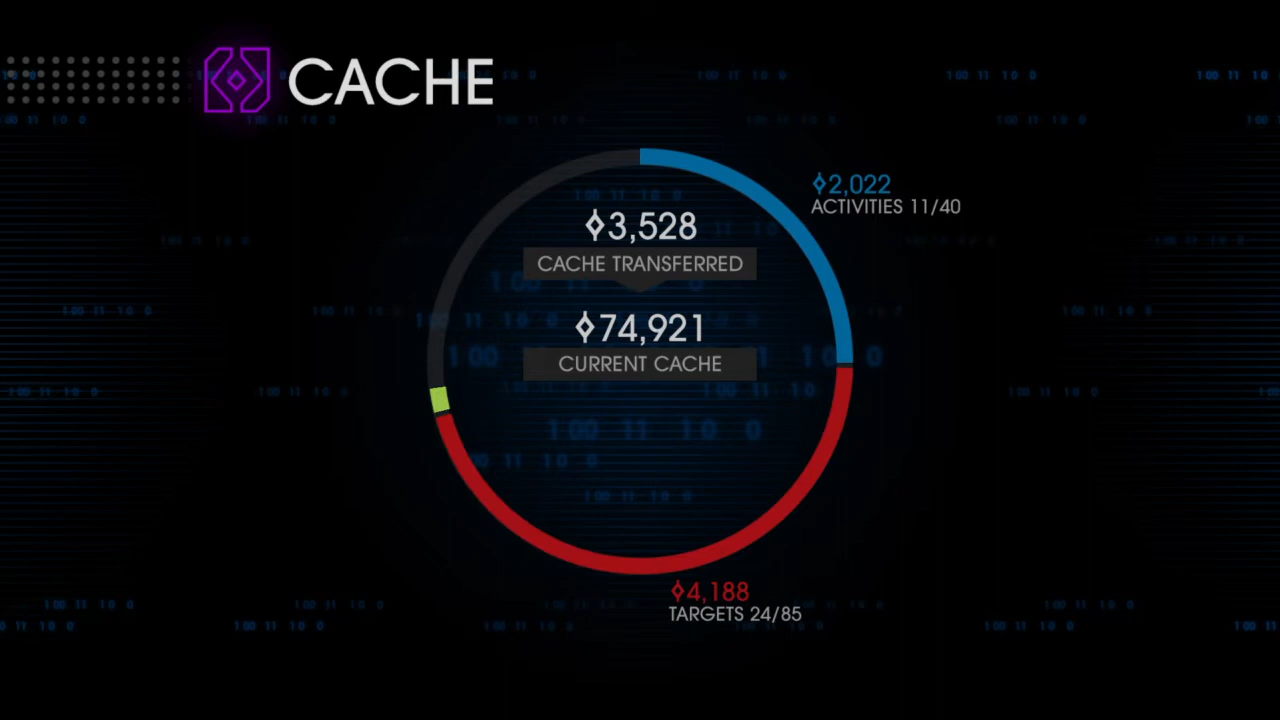 CACHE
2,022
ACTIVITIES 11/40
3,528
CACHE TRANSFERRED
74,921
CURRENT CACHE
4,188
TARGETS 24/85